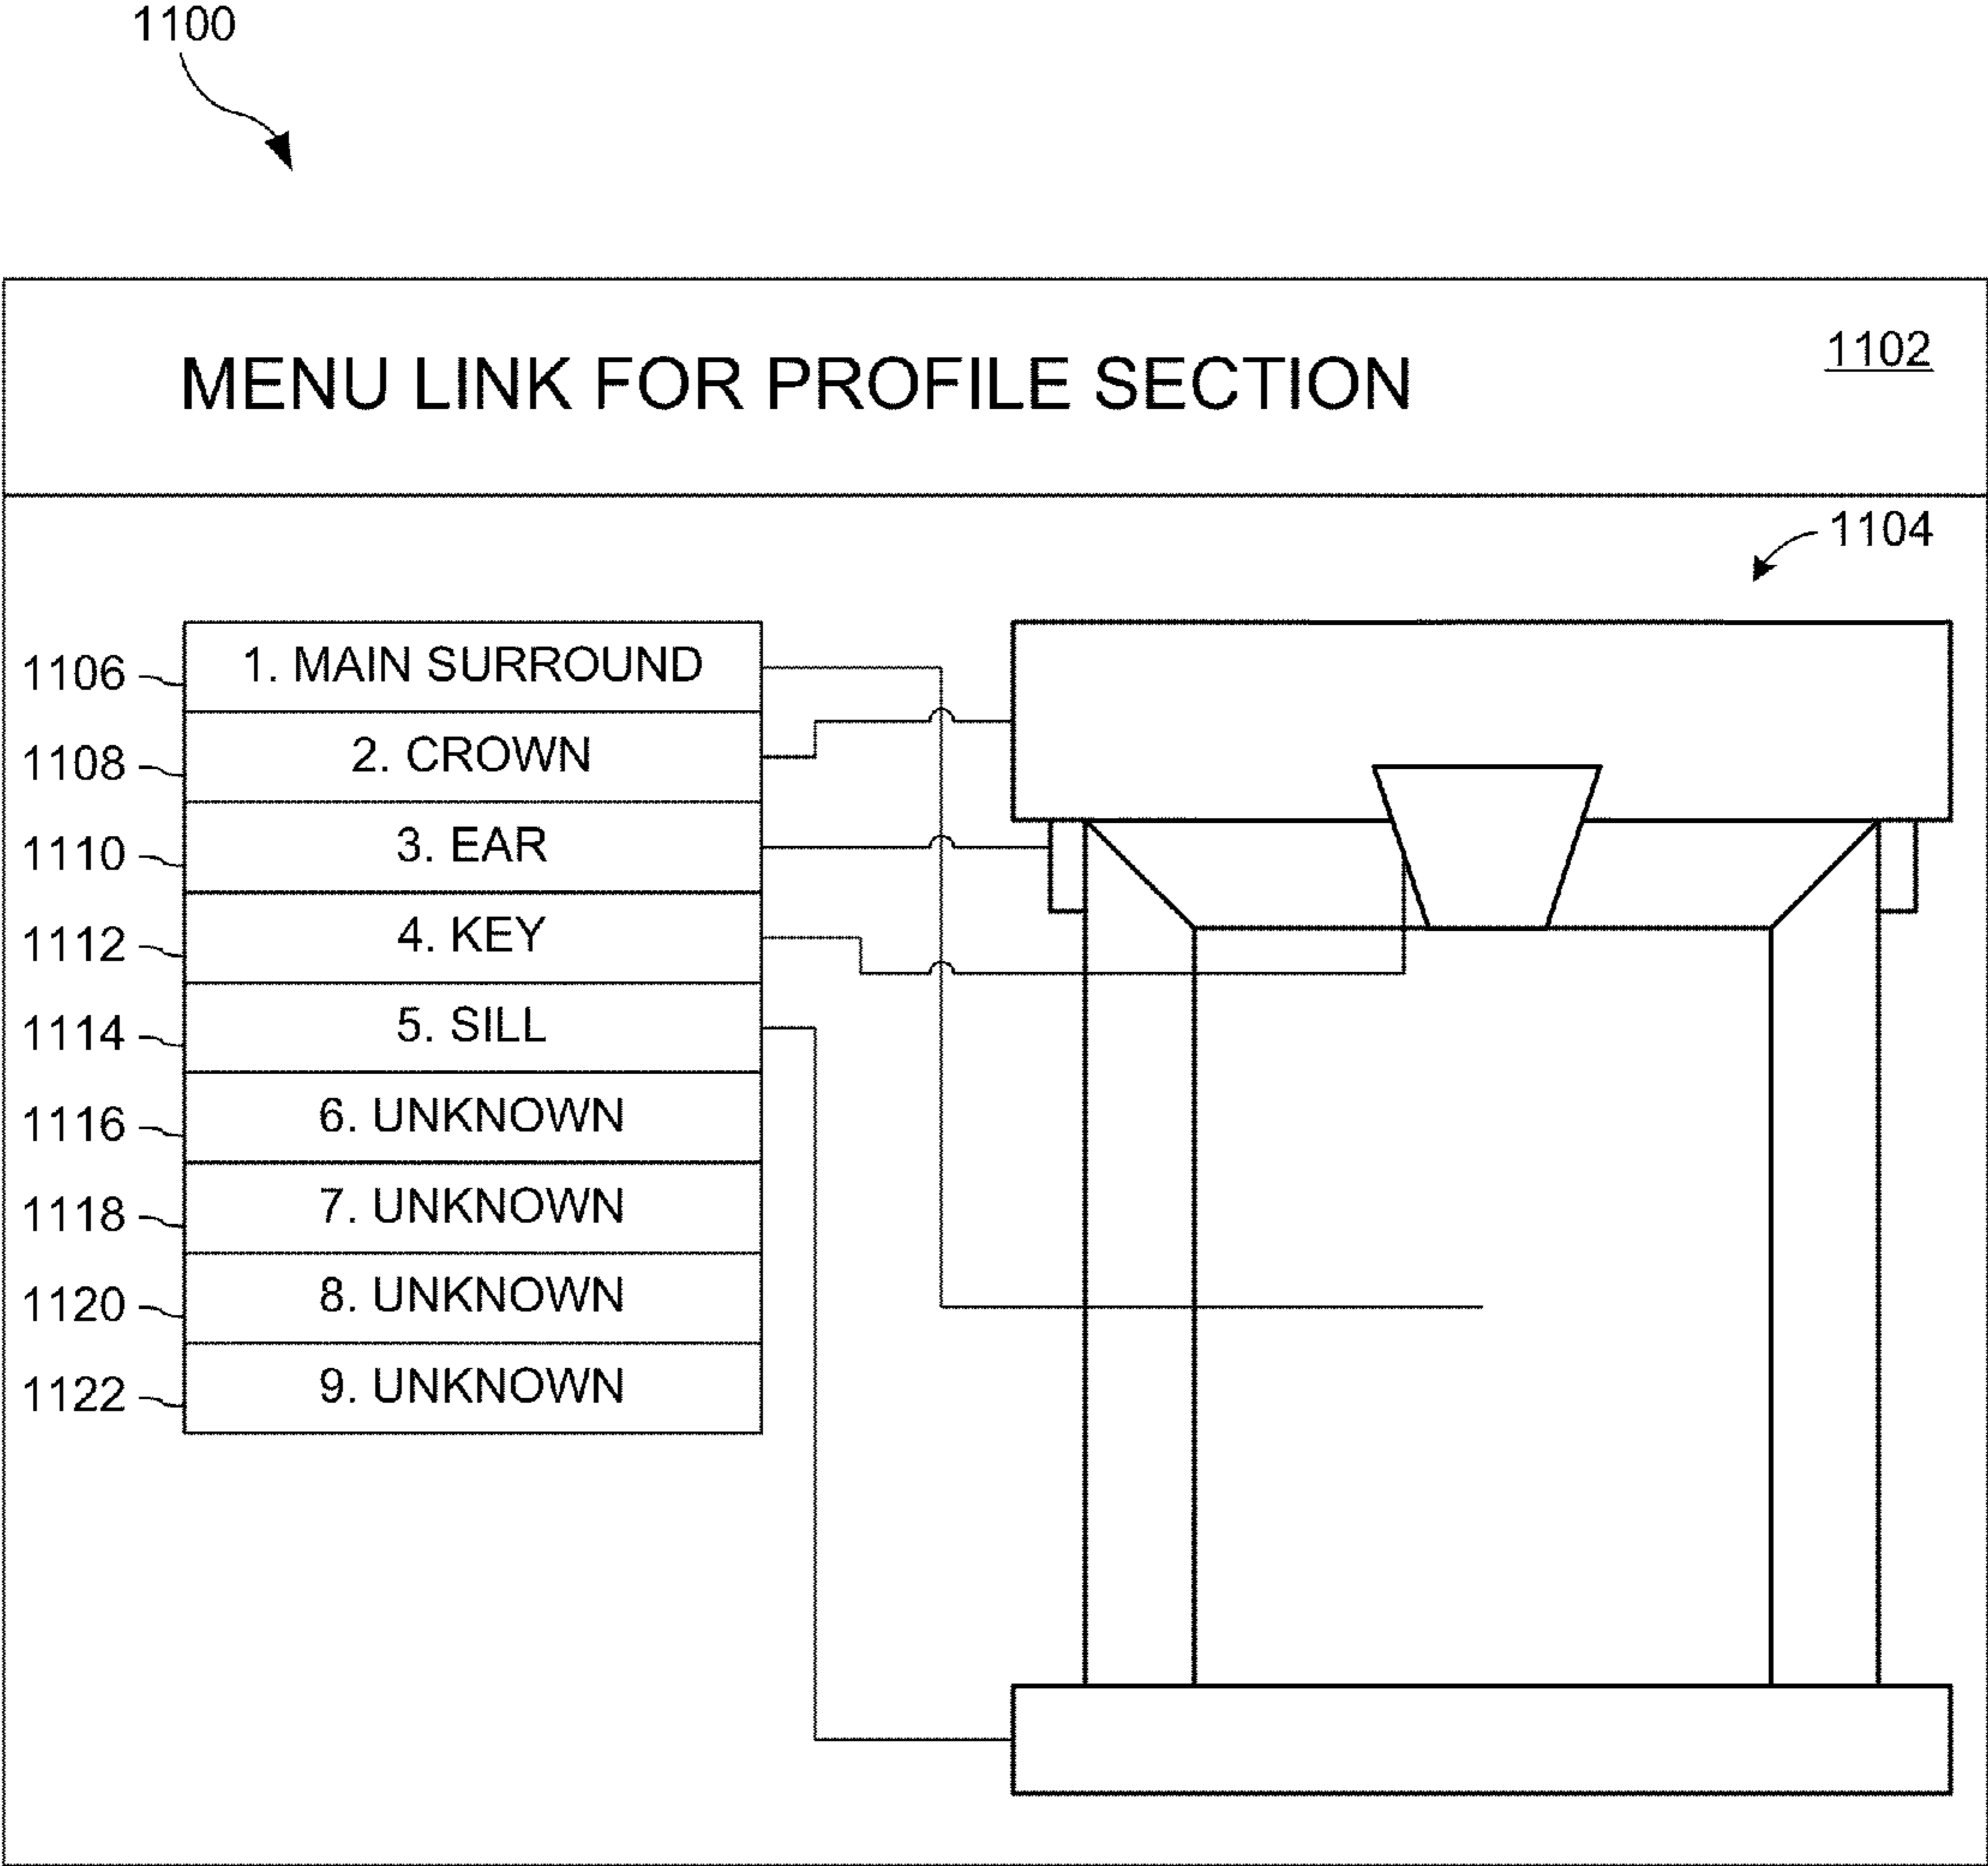 1100
MENU LINK FOR PROFILE SECTION 1102
1104
1106 1. MAIN SURROUND
1108 2. CROWN
1110 3. EAR
1112 4. KEY
1114 5. SILL
1116 6. UNKNOWN
1118 7. UNKNOWN
1120 8. UNKNOWN
1122 9. UNKNOWN